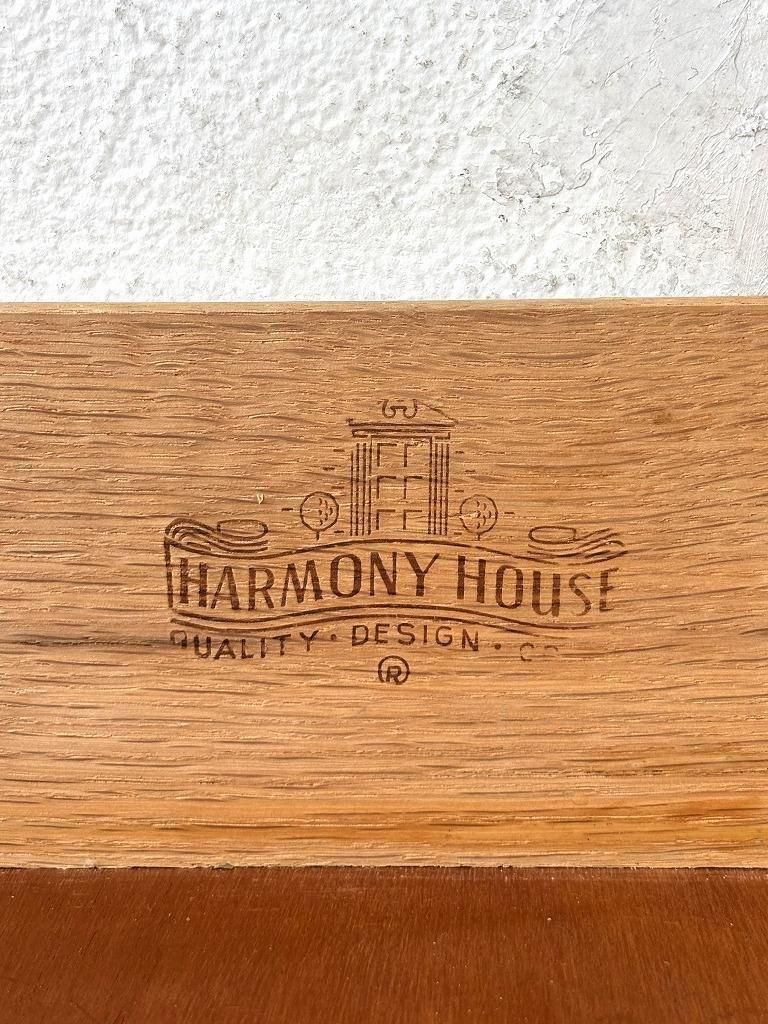 HARMONY HOUSE
QUALITY · DESIGN ·
®